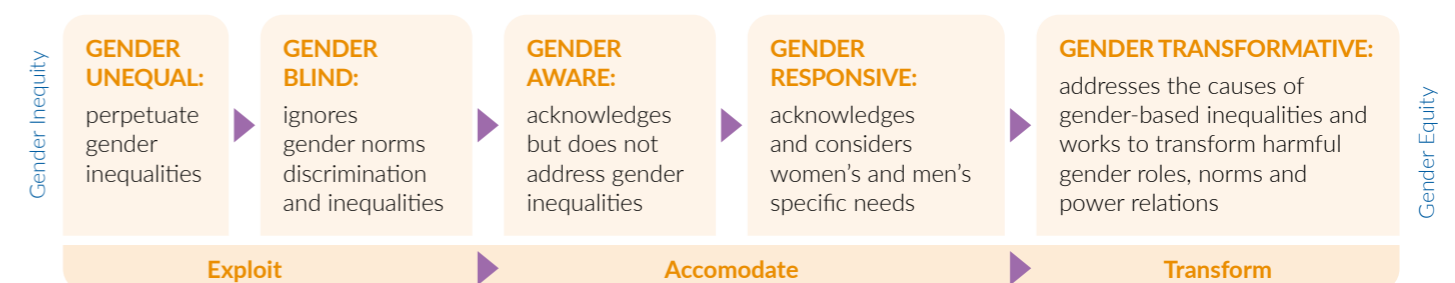 Gender Inequity
GENDER
UNEQUAL:
perpetuate
gender
inequalities
GENDER
BLIND:
ignores
gender norms
discrimination
and inequalities
GENDER
AWARE:
acknowledges
but does not
address gender
inequalities
GENDER
RESPONSIVE:
acknowledges
and considers
women’s and men’s
specific needs
GENDER TRANSFORMATIVE:
addresses the causes of
gender-based inequalities and
works to transform harmful
gender roles, norms and
power relations
Gender Equity
Exploit
Accomodate
Transform